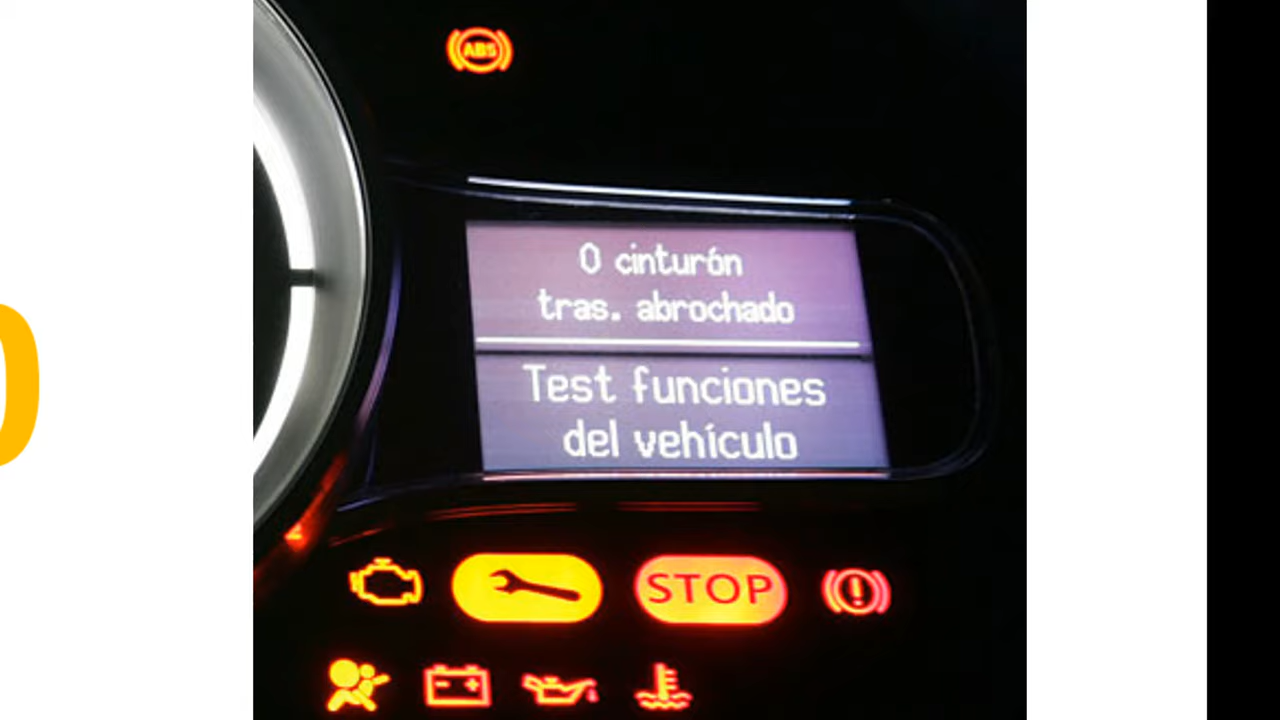 ABS
0 cinturón
tras. abrochado
Test funciones
del vehículo
STOP